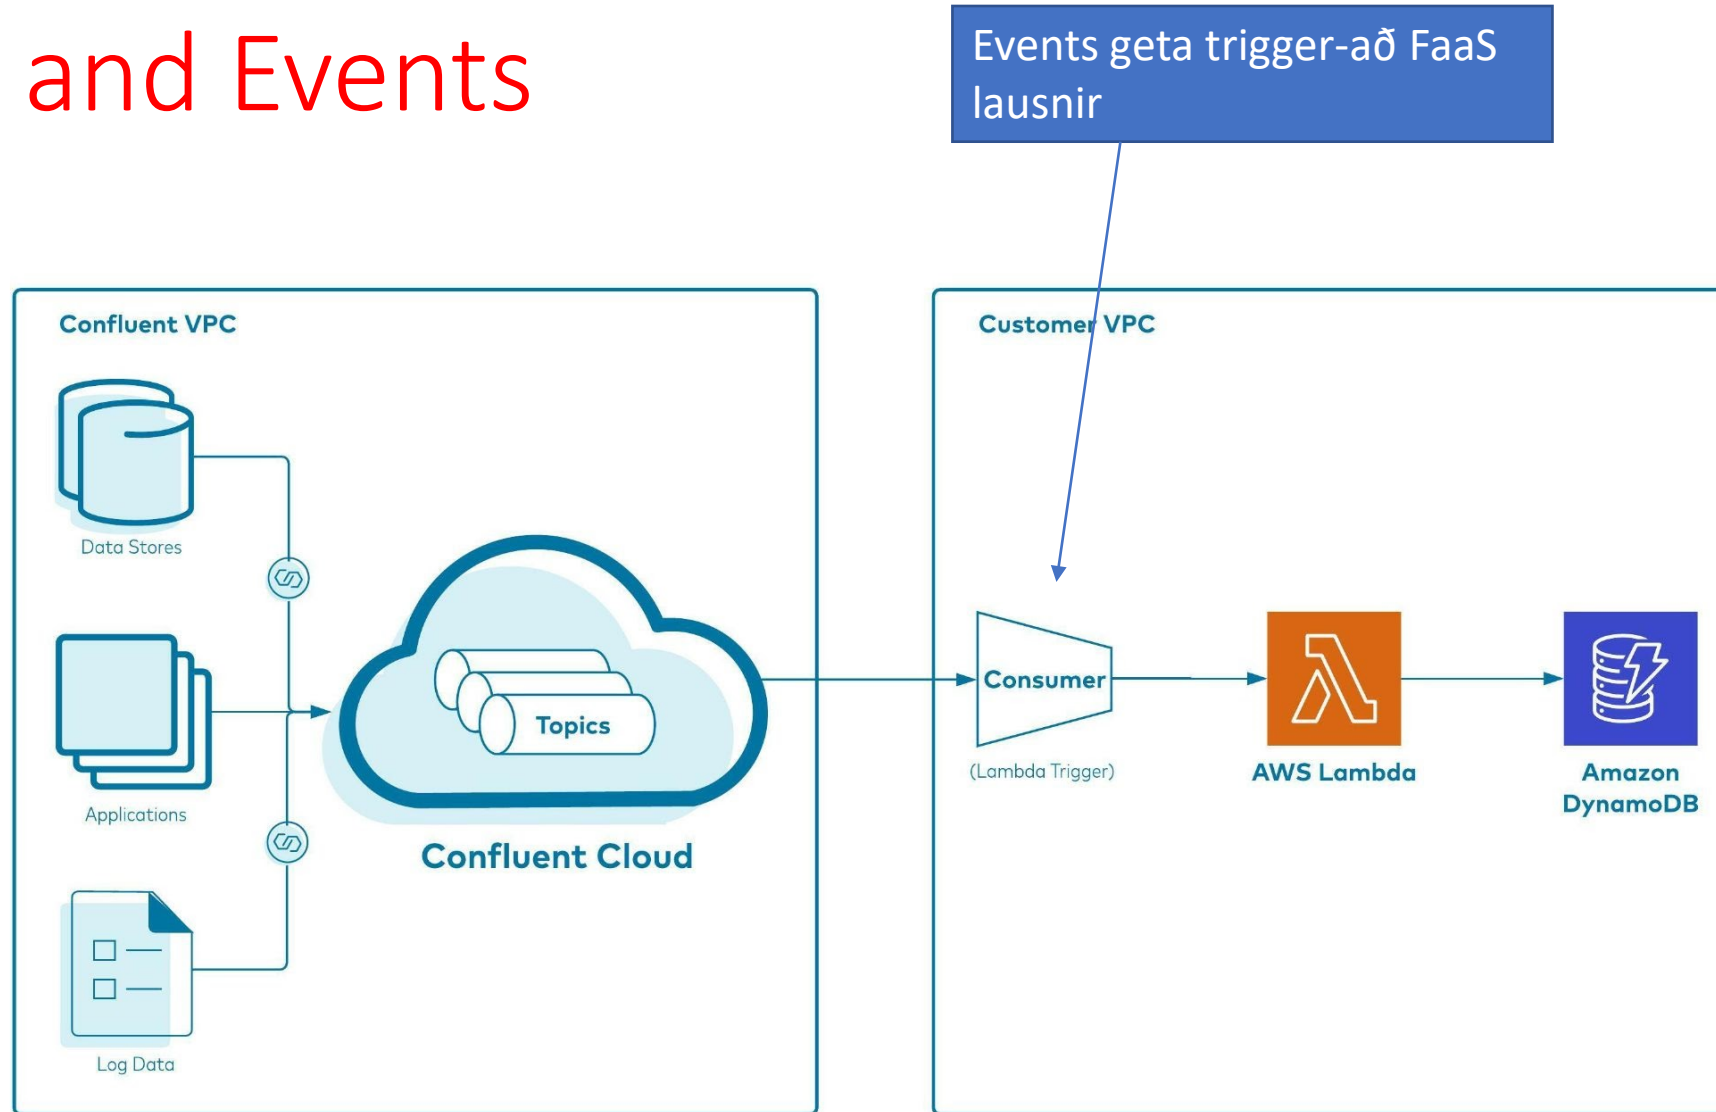 and Events
Events geta trigger-að FaaS
lausnir
Confluent VPC
Data Stores
Applications
Log Data
Topics
Confluent Cloud
Customer VPC
Consumer
(Lambda Trigger)
AWS Lambda
Amazon
DynamoDB